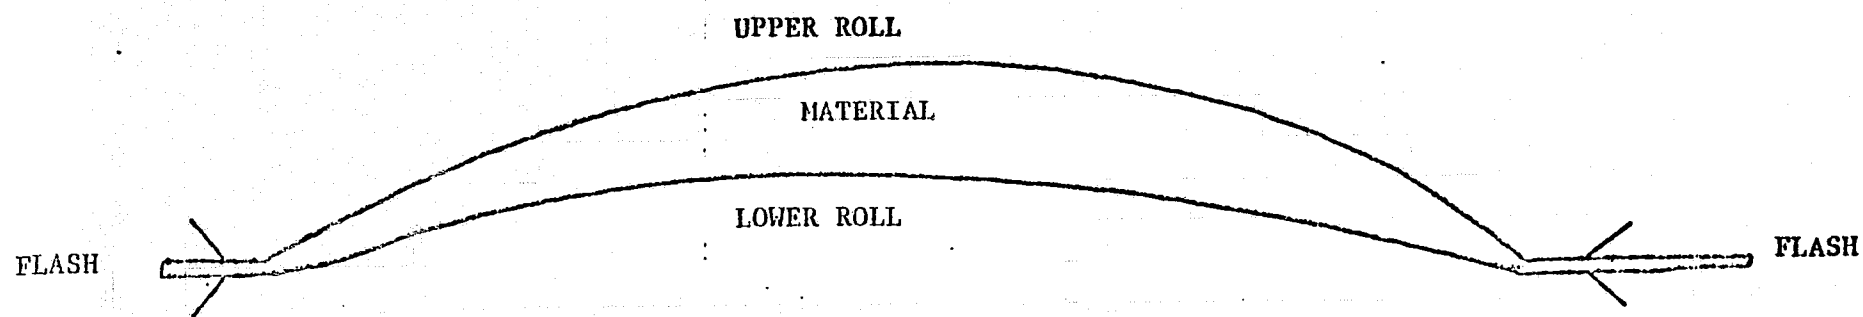 UPPER ROLL
MATERIAL
LOWER ROLL
FLASH
FLASH